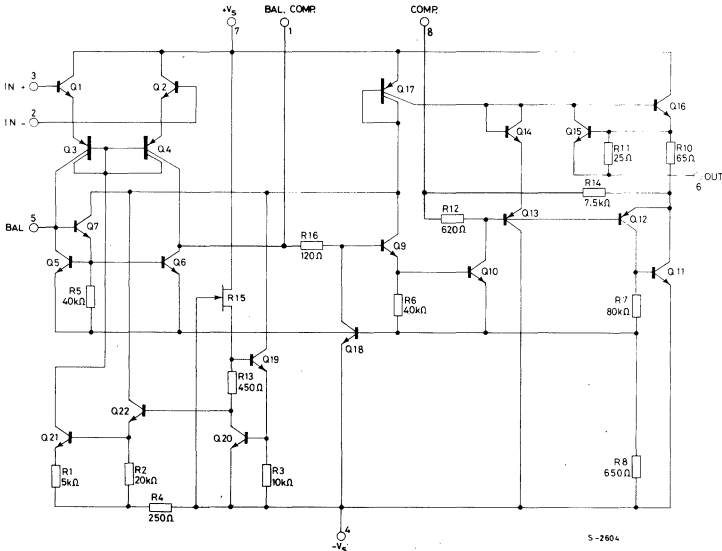 +Vs BAL. COMP. COMP.
7 1 8
3
IN + Q1 Q2 Q17
2
IN - Q16
Q3 Q4 Q14 Q15
R11 25Ω
R10 65Ω
OUT 6
R14 7.5kΩ
5
BAL Q7
R16 120Ω
R12 620Ω
Q13 Q12
Q9
Q5 Q6 Q10 Q11
R5 40kΩ
R15
R6 40kΩ
R7 80kΩ
Q18
Q19
R13 450Ω
Q22
Q21 Q20
R1 5kΩ
R2 20kΩ
R3 10kΩ
R8 650Ω
R4 250Ω
4
-Vs
S-2604